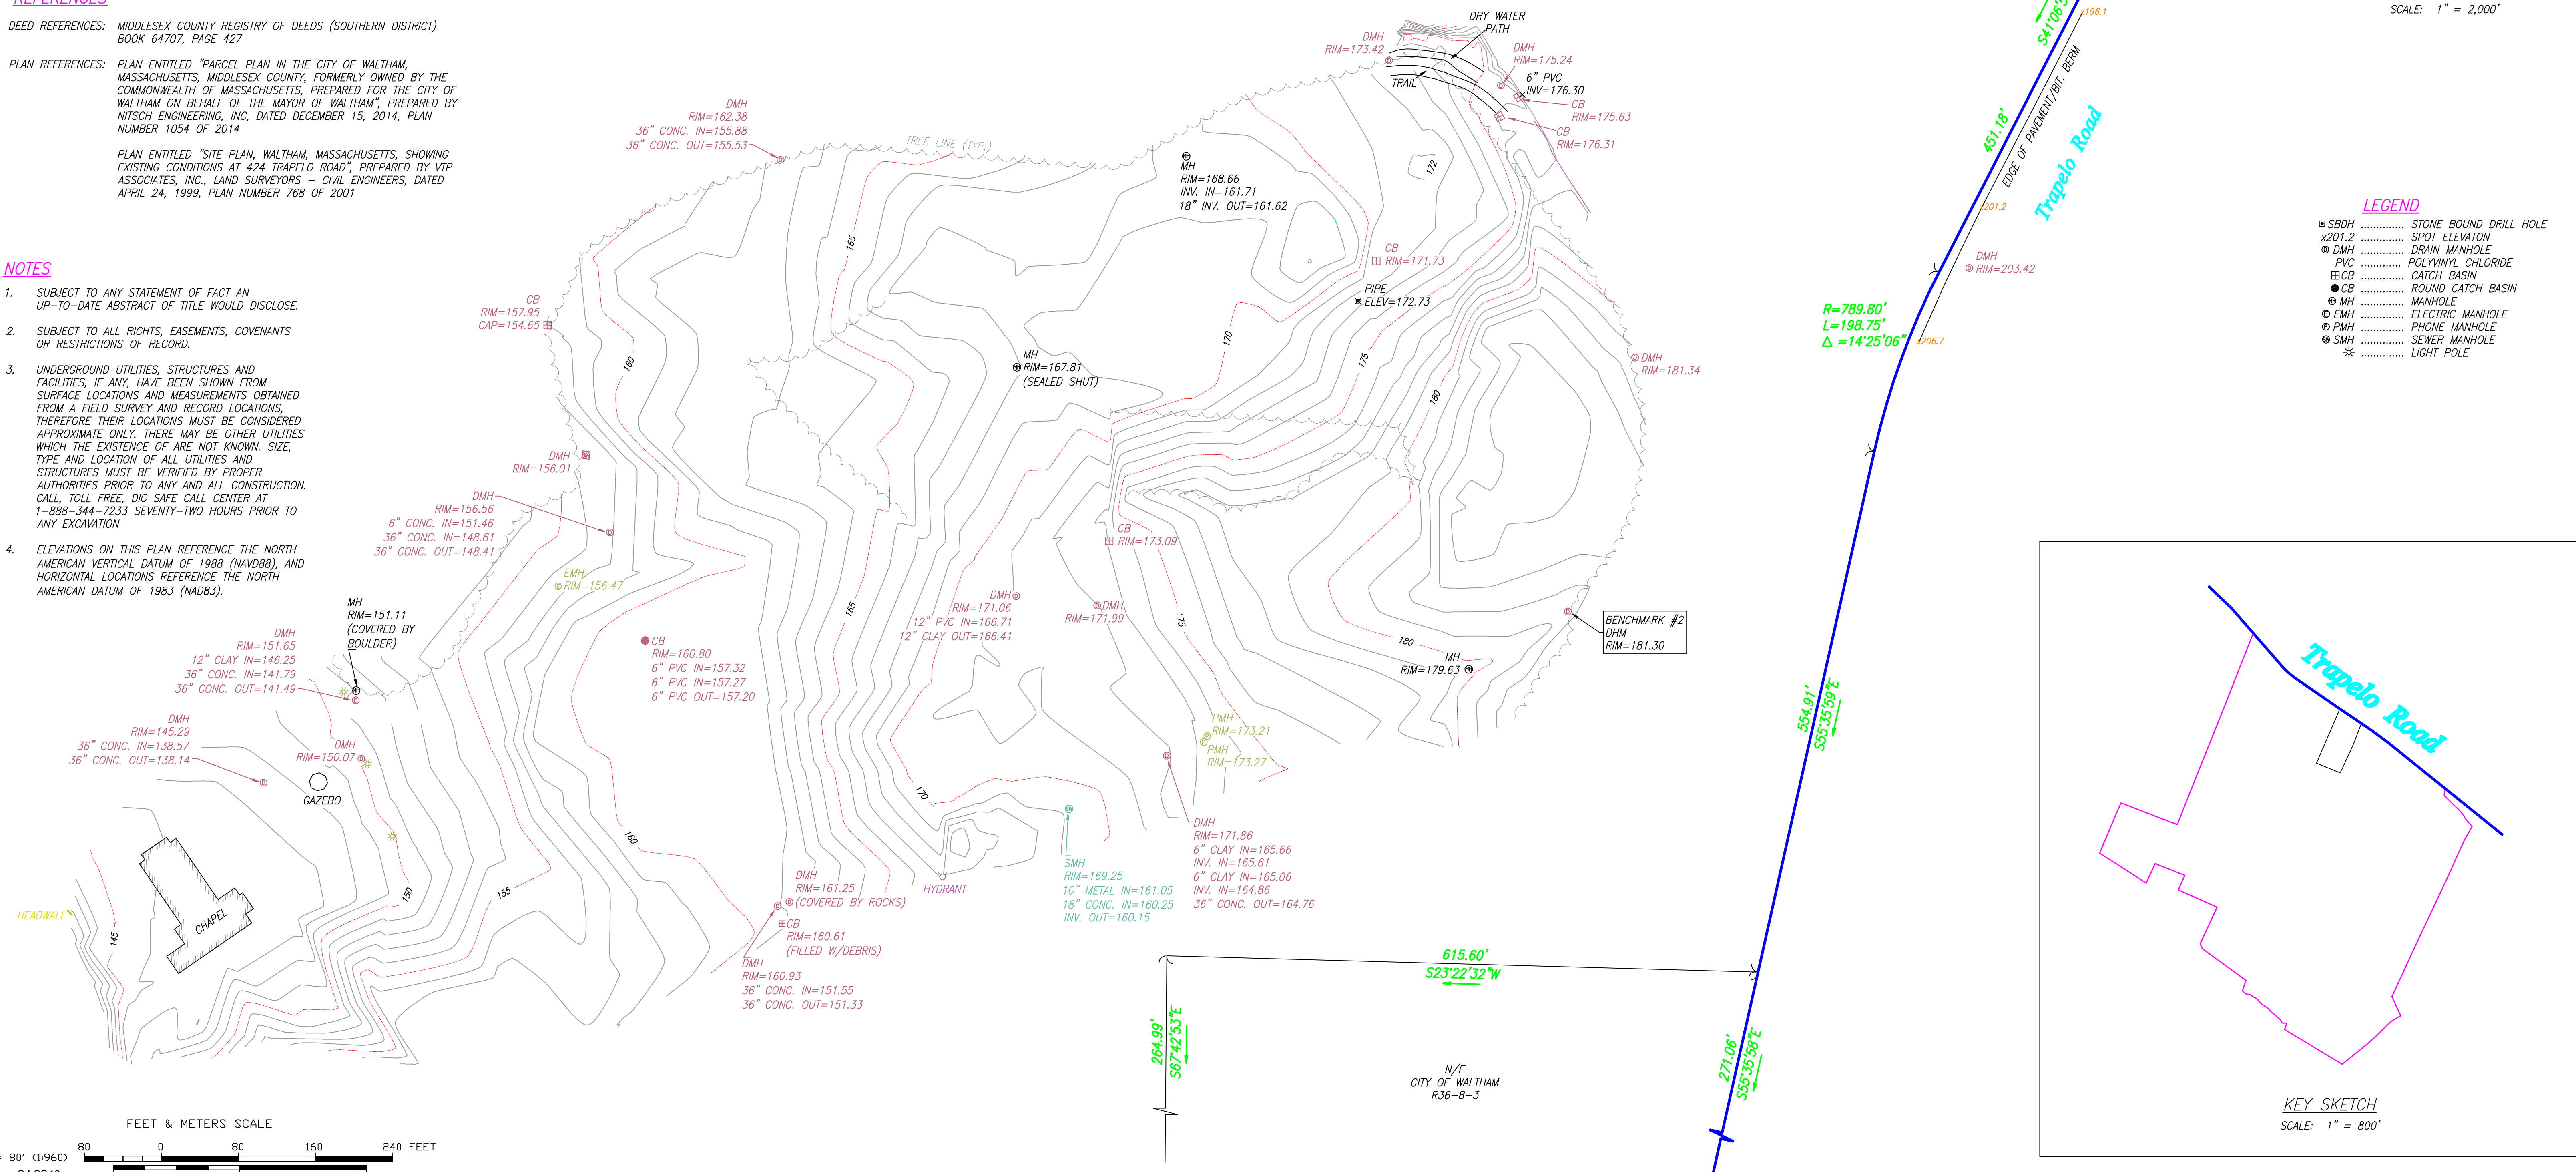 REFERENCES
DEED REFERENCES: MIDDLESEX COUNTY REGISTRY OF DEEDS (SOUTHERN DISTRICT)
BOOK 64707, PAGE 427
PLAN REFERENCES: PLAN ENTITLED "PARCEL PLAN IN THE CITY OF WALTHAM,
MASSACHUSETTS, MIDDLESEX COUNTY, FORMERLY OWNED BY THE
COMMONWEALTH OF MASSACHUSETTS, PREPARED FOR THE CITY OF
WALTHAM ON BEHALF OF THE MAYOR OF WALTHAM", PREPARED BY
NITSCH ENGINEERING, INC, DATED DECEMBER 15, 2014, PLAN
NUMBER 1054 OF 2014
PLAN ENTITLED "SITE PLAN, WALTHAM, MASSACHUSETTS, SHOWING
EXISTING CONDITIONS AT 424 TRAPELO ROAD", PREPARED BY VTP
ASSOCIATES, INC., LAND SURVEYORS – CIVIL ENGINEERS, DATED
APRIL 24, 1999, PLAN NUMBER 768 OF 2001
NOTES
1. SUBJECT TO ANY STATEMENT OF FACT AN
UP-TO-DATE ABSTRACT OF TITLE WOULD DISCLOSE.
2. SUBJECT TO ALL RIGHTS, EASEMENTS, COVENANTS
OR RESTRICTIONS OF RECORD.
3. UNDERGROUND UTILITIES, STRUCTURES AND
FACILITIES, IF ANY, HAVE BEEN SHOWN FROM
SURFACE LOCATIONS AND MEASUREMENTS OBTAINED
FROM A FIELD SURVEY AND RECORD LOCATIONS,
THEREFORE THEIR LOCATIONS MUST BE CONSIDERED
APPROXIMATE ONLY. THERE MAY BE OTHER UTILITIES
WHICH THE EXISTENCE OF ARE NOT KNOWN. SIZE,
TYPE AND LOCATION OF ALL UTILITIES AND
STRUCTURES MUST BE VERIFIED BY PROPER
AUTHORITIES PRIOR TO ANY AND ALL CONSTRUCTION.
CALL, TOLL FREE, DIG SAFE CALL CENTER AT
1-888-344-7233 SEVENTY-TWO HOURS PRIOR TO
ANY EXCAVATION.
4. ELEVATIONS ON THIS PLAN REFERENCE THE NORTH
AMERICAN VERTICAL DATUM OF 1988 (NAVD88), AND
HORIZONTAL LOCATIONS REFERENCE THE NORTH
AMERICAN DATUM OF 1983 (NAD83).
DMH
RIM=162.38
36" CONC. IN=155.88
36" CONC. OUT=155.53
TREE LINE (TYP.)
DMH
RIM=173.42
DRY WATER
PATH
TRAIL
DMH
RIM=175.24
6" PVC
INV=176.30
CB
RIM=175.63
CB
RIM=176.31
172
MH
RIM=168.66
INV. IN=161.71
18" INV. OUT=161.62
165
CB
RIM=171.73
PIPE
ELEV=172.73
CB
RIM=157.95
CAP=154.65
160
MH
RIM=167.81
(SEALED SHUT)
170
175
180
DMH
RIM=181.34
DMH
RIM=156.01
DMH
RIM=156.56
6" CONC. IN=151.46
36" CONC. IN=148.61
36" CONC. OUT=148.41
EMH
RIM=156.47
CB
RIM=173.09
MH
RIM=151.11
(COVERED BY
BOULDER)
DMH
RIM=171.06
12" PVC IN=166.71
12" CLAY OUT=166.41
DMH
RIM=171.99
165
175
180
MH
RIM=179.63
BENCHMARK #2
DHM
RIM=181.30
DMH
RIM=151.65
12" CLAY IN=146.25
36" CONC. IN=141.79
36" CONC. OUT=141.49
CB
RIM=160.80
6" PVC IN=157.32
6" PVC IN=157.27
6" PVC OUT=157.20
DMH
RIM=145.29
36" CONC. IN=138.57
36" CONC. OUT=138.14
DMH
RIM=150.07
GAZEBO
PMH
RIM=173.21
PMH
RIM=173.27
170
160
155
150
145
CHAPEL
HEADWALL
HYDRANT
DMH
RIM=161.25
(COVERED BY ROCKS)
CB
RIM=160.61
(FILLED W/DEBRIS)
DMH
RIM=160.93
36" CONC. IN=151.55
36" CONC. OUT=151.33
SMH
RIM=169.25
10" METAL IN=161.05
18" CONC. IN=160.25
INV. OUT=160.15
DMH
RIM=171.86
6" CLAY IN=165.66
INV. IN=165.61
6" CLAY IN=165.06
INV. IN=164.86
36" CONC. OUT=164.76
615.60'
S23°22'32"W
264.99'
S67°42'53"E
N/F
CITY OF WALTHAM
R36-8-3
271.06'
S55°35'58"E
554.91'
S55°35'59"E
R=789.80'
L=198.75'
Δ =14°25'06"
x206.7
x201.2
x196.1
DMH
RIM=203.42
451.18'
EDGE OF PAVEMENT/BIT. BERM
Trapelo Road
SCALE: 1" = 2,000'
LEGEND
SBDH ............. STONE BOUND DRILL HOLE
x201.2 ............. SPOT ELEVATON
DMH ............. DRAIN MANHOLE
PVC ............. POLYVINYL CHLORIDE
CB ............. CATCH BASIN
CB ............. ROUND CATCH BASIN
MH ............. MANHOLE
EMH ............. ELECTRIC MANHOLE
PMH ............. PHONE MANHOLE
SMH ............. SEWER MANHOLE
............. LIGHT POLE
Trapelo Road
KEY SKETCH
SCALE: 1" = 800'
FEET & METERS SCALE
80 0 80 160 240 FEET
80' (1:960)